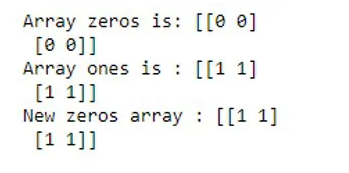 Array zeros is: [[0 0]
 [0 0]]
Array ones is : [[1 1]
 [1 1]]
New zeros array : [[1 1]
 [1 1]]